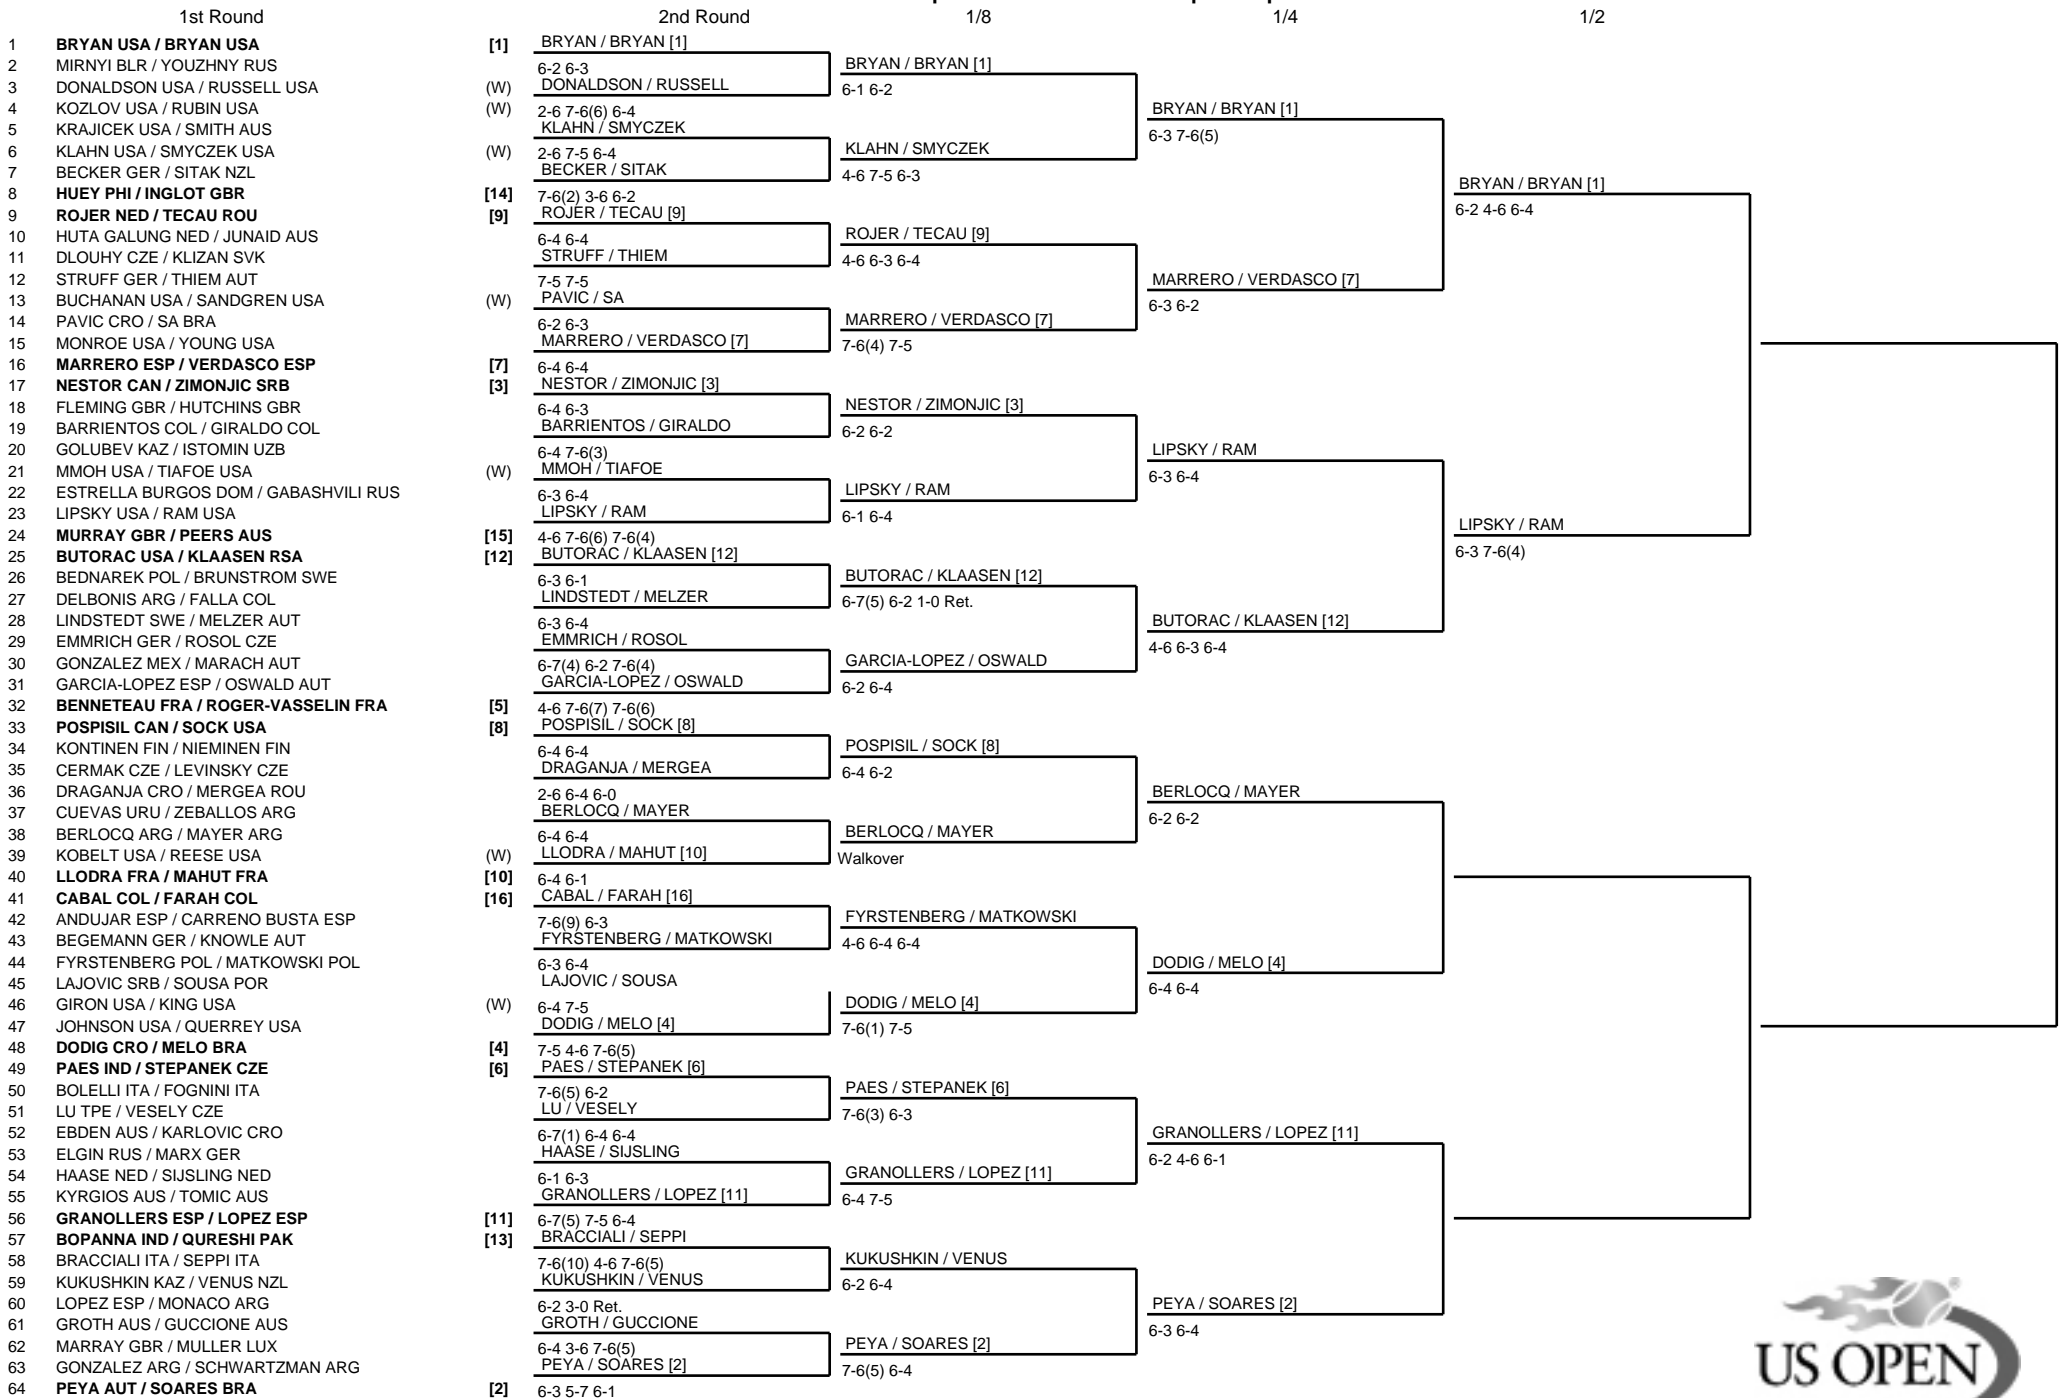 1st Round
2nd Round
1/8
1/4
1/2
1 BRYAN USA / BRYAN USA [1]
2 MIRNYI BLR / YOUZHNY RUS
3 DONALDSON USA / RUSSELL USA (W)
4 KOZLOV USA / RUBIN USA (W)
5 KRAJICEK USA / SMITH AUS
6 KLAHN USA / SMYCZEK USA (W)
7 BECKER GER / SITAK NZL
8 HUEY PHI / INGLOT GBR [14]
9 ROJER NED / TECAU ROU [9]
10 HUTA GALUNG NED / JUNAID AUS
11 DLOUHY CZE / KLIZAN SVK
12 STRUFF GER / THIEM AUT
13 BUCHANAN USA / SANDGREN USA (W)
14 PAVIC CRO / SA BRA
15 MONROE USA / YOUNG USA
16 MARRERO ESP / VERDASCO ESP [7]
17 NESTOR CAN / ZIMONJIC SRB [3]
18 FLEMING GBR / HUTCHINS GBR
19 BARRIENTOS COL / GIRALDO COL
20 GOLUBEV KAZ / ISTOMIN UZB
21 MMOH USA / TIAFOE USA (W)
22 ESTRELLA BURGOS DOM / GABASHVILI RUS
23 LIPSKY USA / RAM USA
24 MURRAY GBR / PEERS AUS [15]
25 BUTORAC USA / KLAASEN RSA [12]
26 BEDNAREK POL / BRUNSTROM SWE
27 DELBONIS ARG / FALLA COL
28 LINDSTEDT SWE / MELZER AUT
29 EMMRICH GER / ROSOL CZE
30 GONZALEZ MEX / MARACH AUT
31 GARCIA-LOPEZ ESP / OSWALD AUT
32 BENNETEAU FRA / ROGER-VASSELIN FRA [5]
33 POSPISIL CAN / SOCK USA [8]
34 KONTINEN FIN / NIEMINEN FIN
35 CERMAK CZE / LEVINSKY CZE
36 DRAGANJA CRO / MERGEA ROU
37 CUEVAS URU / ZEBALLOS ARG
38 BERLOCQ ARG / MAYER ARG
39 KOBELT USA / REESE USA (W)
40 LLODRA FRA / MAHUT FRA [10]
41 CABAL COL / FARAH COL [16]
42 ANDUJAR ESP / CARRENO BUSTA ESP
43 BEGEMANN GER / KNOWLE AUT
44 FYRSTENBERG POL / MATKOWSKI POL
45 LAJOVIC SRB / SOUSA POR
46 GIRON USA / KING USA (W)
47 JOHNSON USA / QUERREY USA
48 DODIG CRO / MELO BRA [4]
49 PAES IND / STEPANEK CZE [6]
50 BOLELLI ITA / FOGNINI ITA
51 LU TPE / VESELY CZE
52 EBDEN AUS / KARLOVIC CRO
53 ELGIN RUS / MARX GER
54 HAASE NED / SIJSLING NED
55 KYRGIOS AUS / TOMIC AUS
56 GRANOLLERS ESP / LOPEZ ESP [11]
57 BOPANNA IND / QURESHI PAK [13]
58 BRACCIALI ITA / SEPPI ITA
59 KUKUSHKIN KAZ / VENUS NZL
60 LOPEZ ESP / MONACO ARG
61 GROTH AUS / GUCCIONE AUS
62 MARRAY GBR / MULLER LUX
63 GONZALEZ ARG / SCHWARTZMAN ARG
64 PEYA AUT / SOARES BRA [2]
BRYAN / BRYAN [1]
6-2 6-3
DONALDSON / RUSSELL
2-6 7-6(6) 6-4
KLAHN / SMYCZEK
2-6 7-5 6-4
BECKER / SITAK
7-6(2) 3-6 6-2
ROJER / TECAU [9]
6-4 6-4
STRUFF / THIEM
7-5 7-5
PAVIC / SA
6-2 6-3
MARRERO / VERDASCO [7]
6-4 6-4
NESTOR / ZIMONJIC [3]
6-4 6-3
BARRIENTOS / GIRALDO
6-4 7-6(3)
MMOH / TIAFOE
6-3 6-4
LIPSKY / RAM
4-6 7-6(6) 7-6(4)
BUTORAC / KLAASEN [12]
6-3 6-1
LINDSTEDT / MELZER
6-3 6-4
EMMRICH / ROSOL
6-7(4) 6-2 7-6(4)
GARCIA-LOPEZ / OSWALD
4-6 7-6(7) 7-6(6)
POSPISIL / SOCK [8]
6-4 6-4
DRAGANJA / MERGEA
2-6 6-4 6-0
BERLOCQ / MAYER
6-4 6-4
LLODRA / MAHUT [10]
6-4 6-1
CABAL / FARAH [16]
7-6(9) 6-3
FYRSTENBERG / MATKOWSKI
6-3 6-4
LAJOVIC / SOUSA
6-4 7-5
DODIG / MELO [4]
7-5 4-6 7-6(5)
PAES / STEPANEK [6]
7-6(5) 6-2
LU / VESELY
6-7(1) 6-4 6-4
HAASE / SIJSLING
6-1 6-3
GRANOLLERS / LOPEZ [11]
6-7(5) 7-5 6-4
BRACCIALI / SEPPI
7-6(10) 4-6 7-6(5)
KUKUSHKIN / VENUS
6-2 3-0 Ret.
GROTH / GUCCIONE
6-4 3-6 7-6(5)
PEYA / SOARES [2]
6-3 5-7 6-1
BRYAN / BRYAN [1]
6-1 6-2
KLAHN / SMYCZEK
4-6 7-5 6-3
ROJER / TECAU [9]
4-6 6-3 6-4
MARRERO / VERDASCO [7]
7-6(4) 7-5
NESTOR / ZIMONJIC [3]
6-2 6-2
LIPSKY / RAM
6-1 6-4
BUTORAC / KLAASEN [12]
6-7(5) 6-2 1-0 Ret.
GARCIA-LOPEZ / OSWALD
6-2 6-4
POSPISIL / SOCK [8]
6-4 6-2
BERLOCQ / MAYER
Walkover
FYRSTENBERG / MATKOWSKI
4-6 6-4 6-4
DODIG / MELO [4]
7-6(1) 7-5
PAES / STEPANEK [6]
7-6(3) 6-3
GRANOLLERS / LOPEZ [11]
6-4 7-5
KUKUSHKIN / VENUS
6-2 6-4
PEYA / SOARES [2]
7-6(5) 6-4
BRYAN / BRYAN [1]
6-3 7-6(5)
MARRERO / VERDASCO [7]
6-3 6-2
LIPSKY / RAM
6-3 6-4
BUTORAC / KLAASEN [12]
4-6 6-3 6-4
BERLOCQ / MAYER
6-2 6-2
DODIG / MELO [4]
6-4 6-4
GRANOLLERS / LOPEZ [11]
6-2 4-6 6-1
PEYA / SOARES [2]
6-3 6-4
BRYAN / BRYAN [1]
6-2 4-6 6-4
LIPSKY / RAM
6-3 7-6(4)
US OPEN